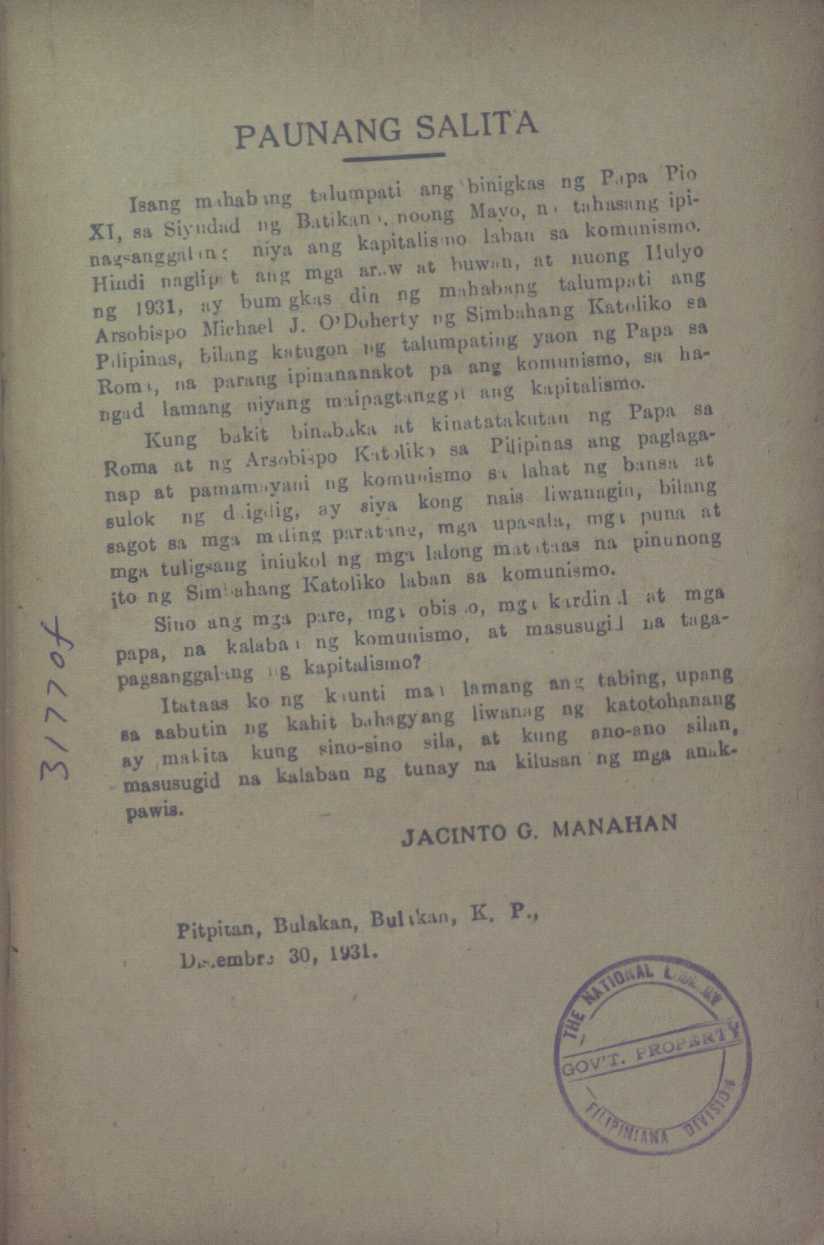 PAUNANG SALITA
Isang mahabang talumpati ang binigkas ng Papa Pio
XI, sa Siyudad ng Batikano, noong Mayo, na tahasang ipi-
nagsanggalang niya ang kapitalismo laban sa komunismo.
Hindi naglipat ang mga araw at buwan, at nuong Hulyo
ng 1931, ay bumigkas din ng mahabang talumpati ang
Arsobispo Michael J. O'Doherty ng Simbahang Katoliko sa
Pilipinas, bilang katugon ng talumpating yaon ng Papa sa
Roma, na parang ipinananakot pa ang komunismo, sa ha-
ngad lamang niyang maipagtanggol ang kapitalismo.
Kung bakit binabaka at kinatatakutan ng Papa sa
Roma at ng Arsobispo Katoliko sa Pilipinas ang paglaga-
nap at pamamayani ng komunismo sa lahat ng bansa at
sulok ng daigdig, ay siya kong nais liwanagin, bilang
sagot sa mga maling paratang, mga upasala, mga puna at
mga tuligsang iniukol ng mga lalong matataas na pinunong
ito ng Simbahang Katoliko laban sa komunismo.
Sino ang mga pare, mga obispo, mga kardinal at mga
papa, na kalaban ng komunismo, at masusugid na taga-
pagsanggalang ng kapitalismo?
Itataas ko ng kaunti man lamang ang tabing, upang
sa aabutin ng kahit bahagyang liwanag ng katotohanang
ay makita kung sino-sino sila, at kung ano-ano silan,
masusugid na kalaban ng tunay na kilusan ng mga anak-
pawis.
JACINTO G. MANAHAN
Pitpitan, Bulakan, Bulakan, K. P.,
Disembre 30, 1931.
THE NATIONAL LIBRARY
GOV'T. PROPERTY
FILIPINIANA DIVISION